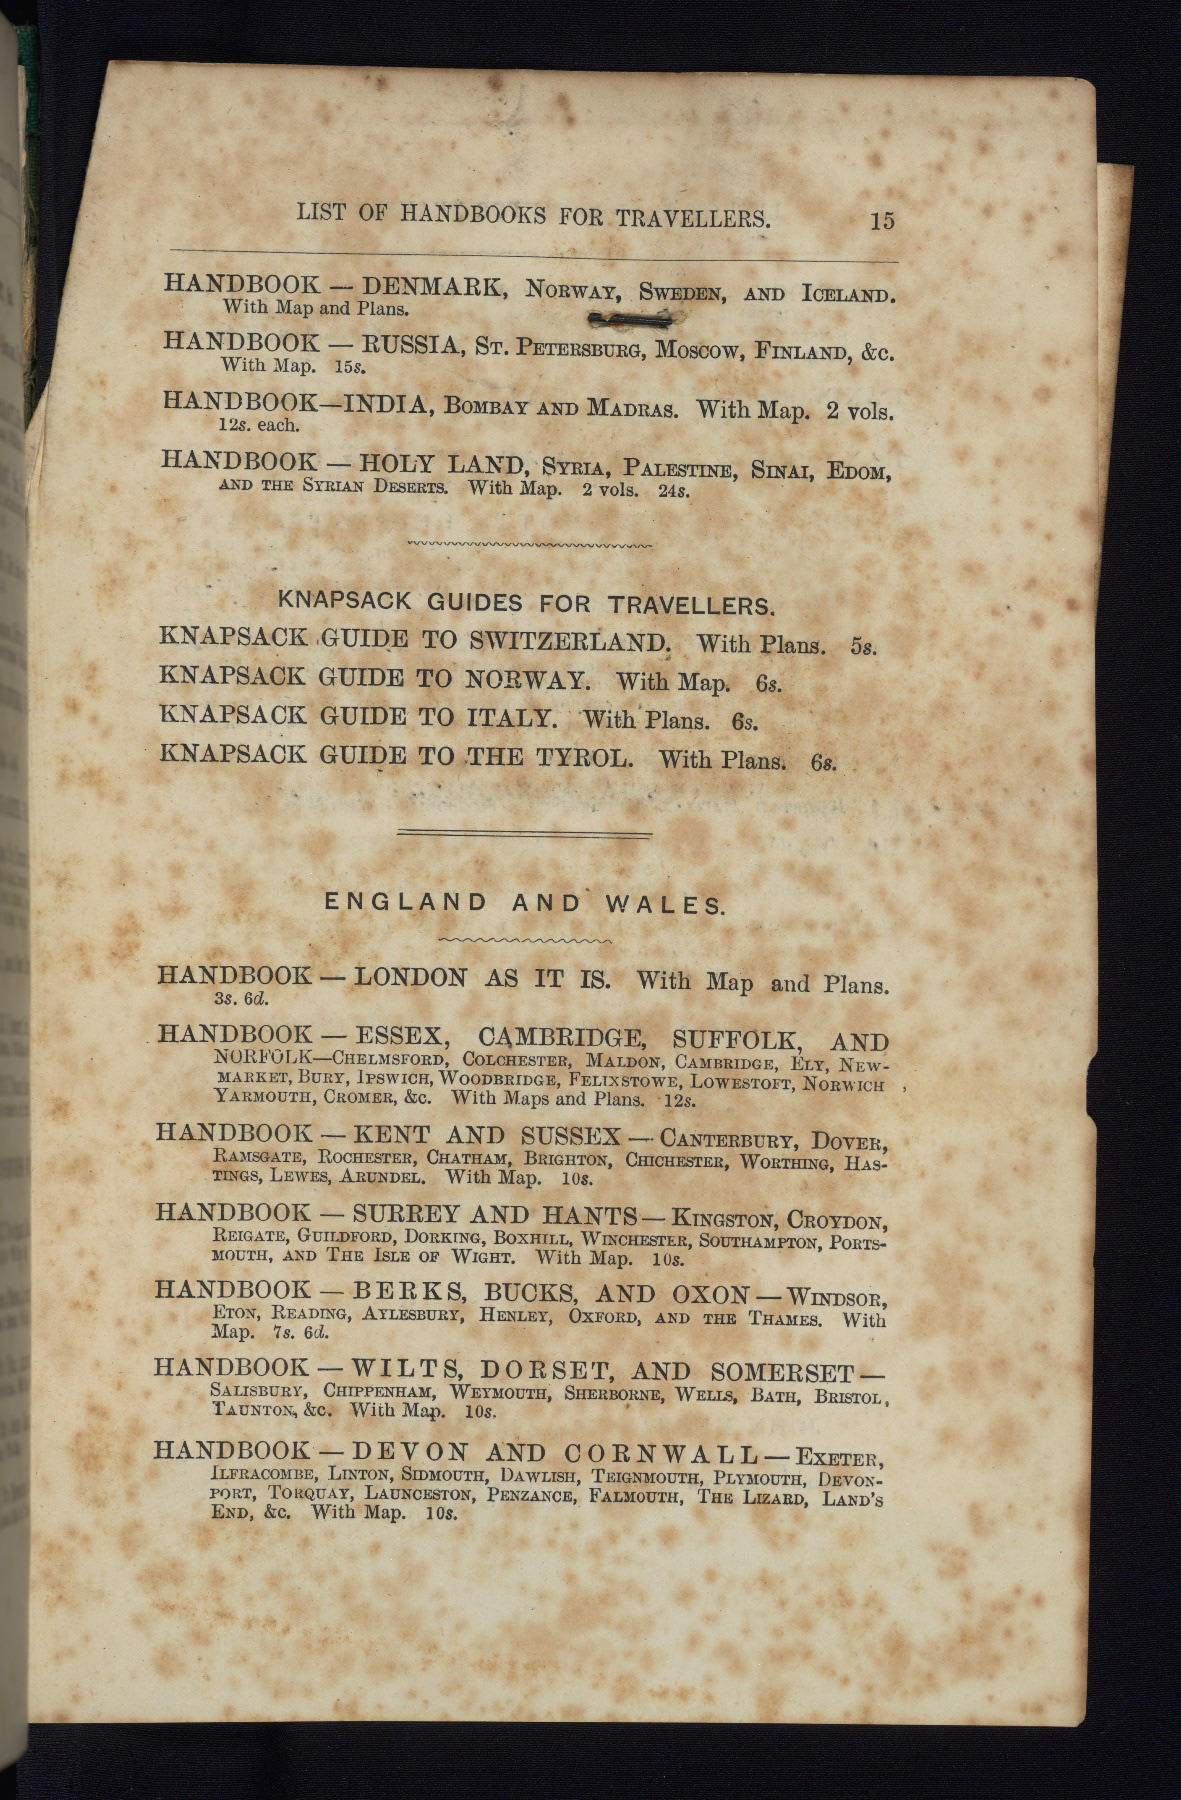 LIST OF HANDBOOKS FOR TRAVELLERS. 15
HANDBOOK — DENMARK, NORWAY, SWEDEN, AND ICELAND.
With Map and Plans.
HANDBOOK — RUSSIA, ST. PETERSBURG, MOSCOW, FINLAND, &C.
With Map. 15s.
HANDBOOK—INDIA, BOMBAY AND MADRAS. With Map. 2 vols.
12s. each.
HANDBOOK — HOLY LAND, SYRIA, PALESTINE, SINAI, EDOM,
AND THE SYRIAN DESERTS. With Map. 2 vols. 24s.
KNAPSACK GUIDES FOR TRAVELLERS.
KNAPSACK GUIDE TO SWITZERLAND. With Plans. 5s.
KNAPSACK GUIDE TO NORWAY. With Map. 6s.
KNAPSACK GUIDE TO ITALY. With Plans. 6s.
KNAPSACK GUIDE TO THE TYROL. With Plans. 6s.
ENGLAND AND WALES.
HANDBOOK — LONDON AS IT IS. With Map and Plans.
3s. 6d.
HANDBOOK — ESSEX, CAMBRIDGE, SUFFOLK, AND
NORFOLK—CHELMSFORD, COLCHESTER, MALDON, CAMBRIDGE, ELY, NEW-
MARKET, BURY, IPSWICH, WOODBRIDGE, FELIXSTOWE, LOWESTOFT, NORWICH,
YARMOUTH, CROMER, &c. With Maps and Plans. 12s.
HANDBOOK — KENT AND SUSSEX — CANTERBURY, DOVER,
RAMSGATE, ROCHESTER, CHATHAM, BRIGHTON, CHICHESTER, WORTHING, HAS-
TINGS, LEWES, ARUNDEL. With Map. 10s.
HANDBOOK — SURREY AND HANTS — KINGSTON, CROYDON,
REIGATE, GUILDFORD, DORKING, BOXHILL, WINCHESTER, SOUTHAMPTON, PORTS-
MOUTH, AND THE ISLE OF WIGHT. With Map. 10s.
HANDBOOK — BERKS, BUCKS, AND OXON — WINDSOR,
ETON, READING, AYLESBURY, HENLEY, OXFORD, AND THE THAMES. With
Map. 7s. 6d.
HANDBOOK — WILTS, DORSET, AND SOMERSET —
SALISBURY, CHIPPENHAM, WEYMOUTH, SHERBORNE, WELLS, BATH, BRISTOL,
TAUNTON, &c. With Map. 10s.
HANDBOOK — DEVON AND CORNWALL — EXETER,
ILFRACOMBE, LINTON, SIDMOUTH, DAWLISH, TEIGNMOUTH, PLYMOUTH, DEVON-
PORT, TORQUAY, LAUNCESTON, PENZANCE, FALMOUTH, THE LIZARD, LAND'S
END, &c. With Map. 10s.